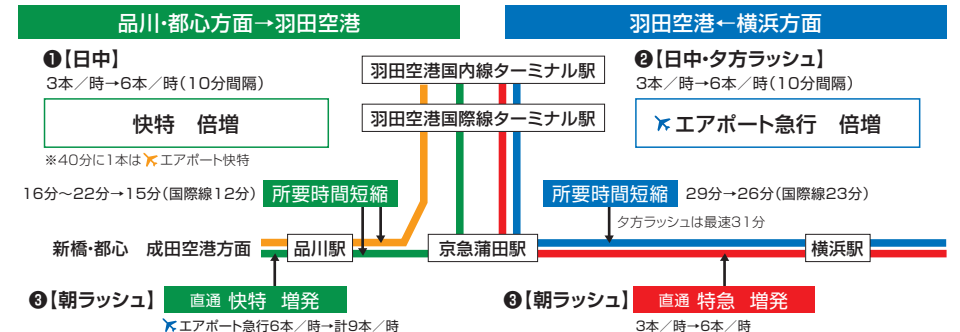 品川・都心方面→羽田空港
羽田空港←横浜方面
❶【日中】
3本／時→6本／時(10分間隔)
快特 倍増
※40分に1本はエアポート快特
羽田空港国内線ターミナル駅
羽田空港国際線ターミナル駅
❷【日中・夕方ラッシュ】
3本／時→6本／時(10分間隔)
エアポート急行 倍増
16分〜22分→15分(国際線12分)
所要時間短縮
所要時間短縮
29分→26分(国際線23分)
夕方ラッシュは最速31分
新橋・都心 成田空港方面
品川駅
京急蒲田駅
横浜駅
❸【朝ラッシュ】
直通 快特 増発
エアポート急行6本／時→計9本／時
❸【朝ラッシュ】
直通 特急 増発
3本／時→6本／時